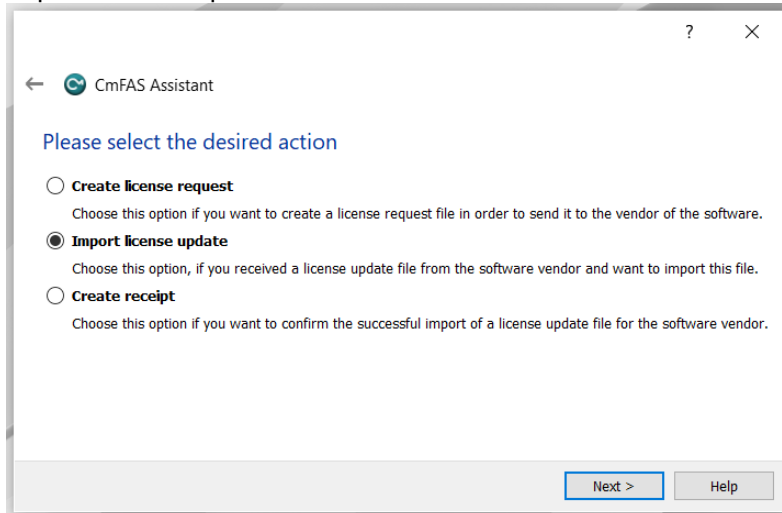 ?
CmFAS Assistant
Please select the desired action
Create license request
Choose this option if you want to create a license request file in order to send it to the vendor of the software.
Import license update
Choose this option, if you received a license update file from the software vendor and want to import this file.
Create receipt
Choose this option if you want to confirm the successful import of a license update file for the software vendor.
Next > Help